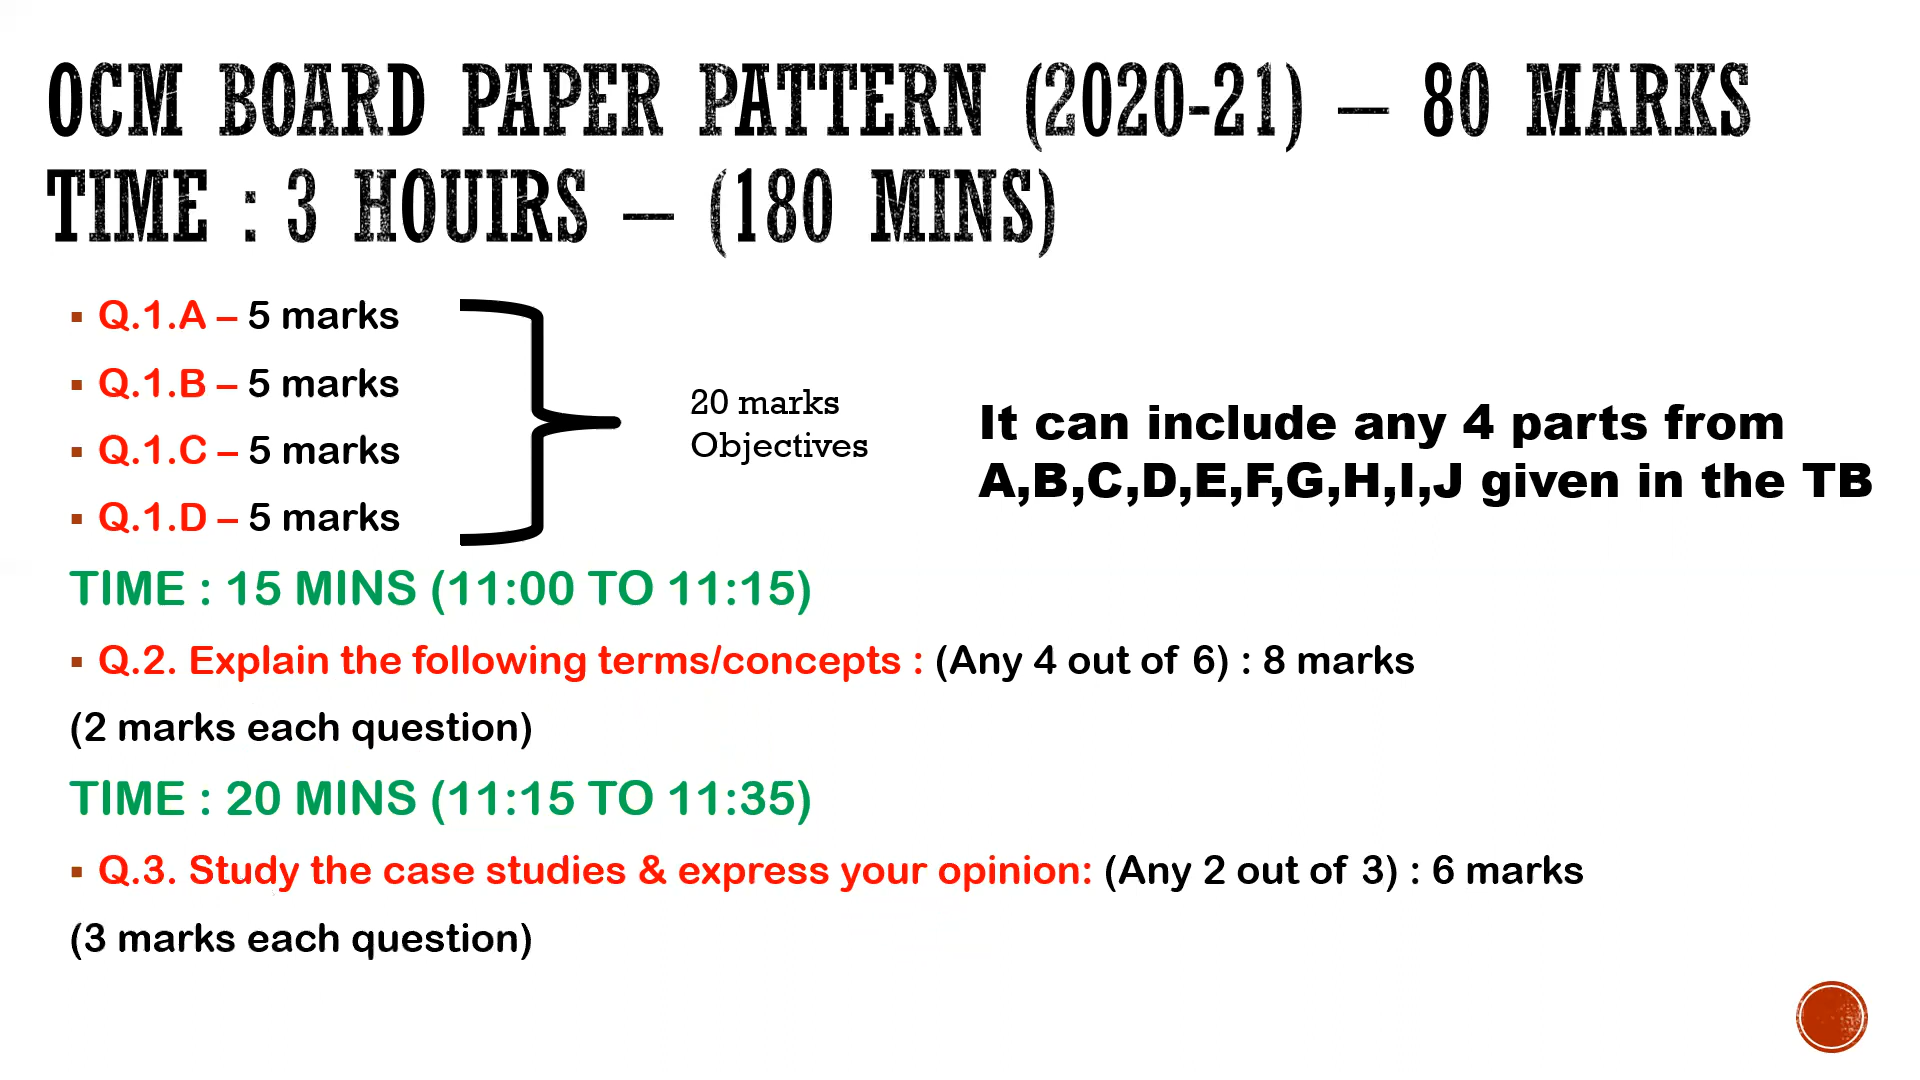 OCM BOARD PAPER PATTERN (2020-21) – 80 MARKS
TIME : 3 HOUIRS – (180 MINS)
▪ Q.1.A – 5 marks
▪ Q.1.B – 5 marks
▪ Q.1.C – 5 marks
▪ Q.1.D – 5 marks
20 marks
Objectives
It can include any 4 parts from
A,B,C,D,E,F,G,H,I,J given in the TB
TIME : 15 MINS (11:00 TO 11:15)
▪ Q.2. Explain the following terms/concepts : (Any 4 out of 6) : 8 marks
(2 marks each question)
TIME : 20 MINS (11:15 TO 11:35)
▪ Q.3. Study the case studies & express your opinion: (Any 2 out of 3) : 6 marks
(3 marks each question)